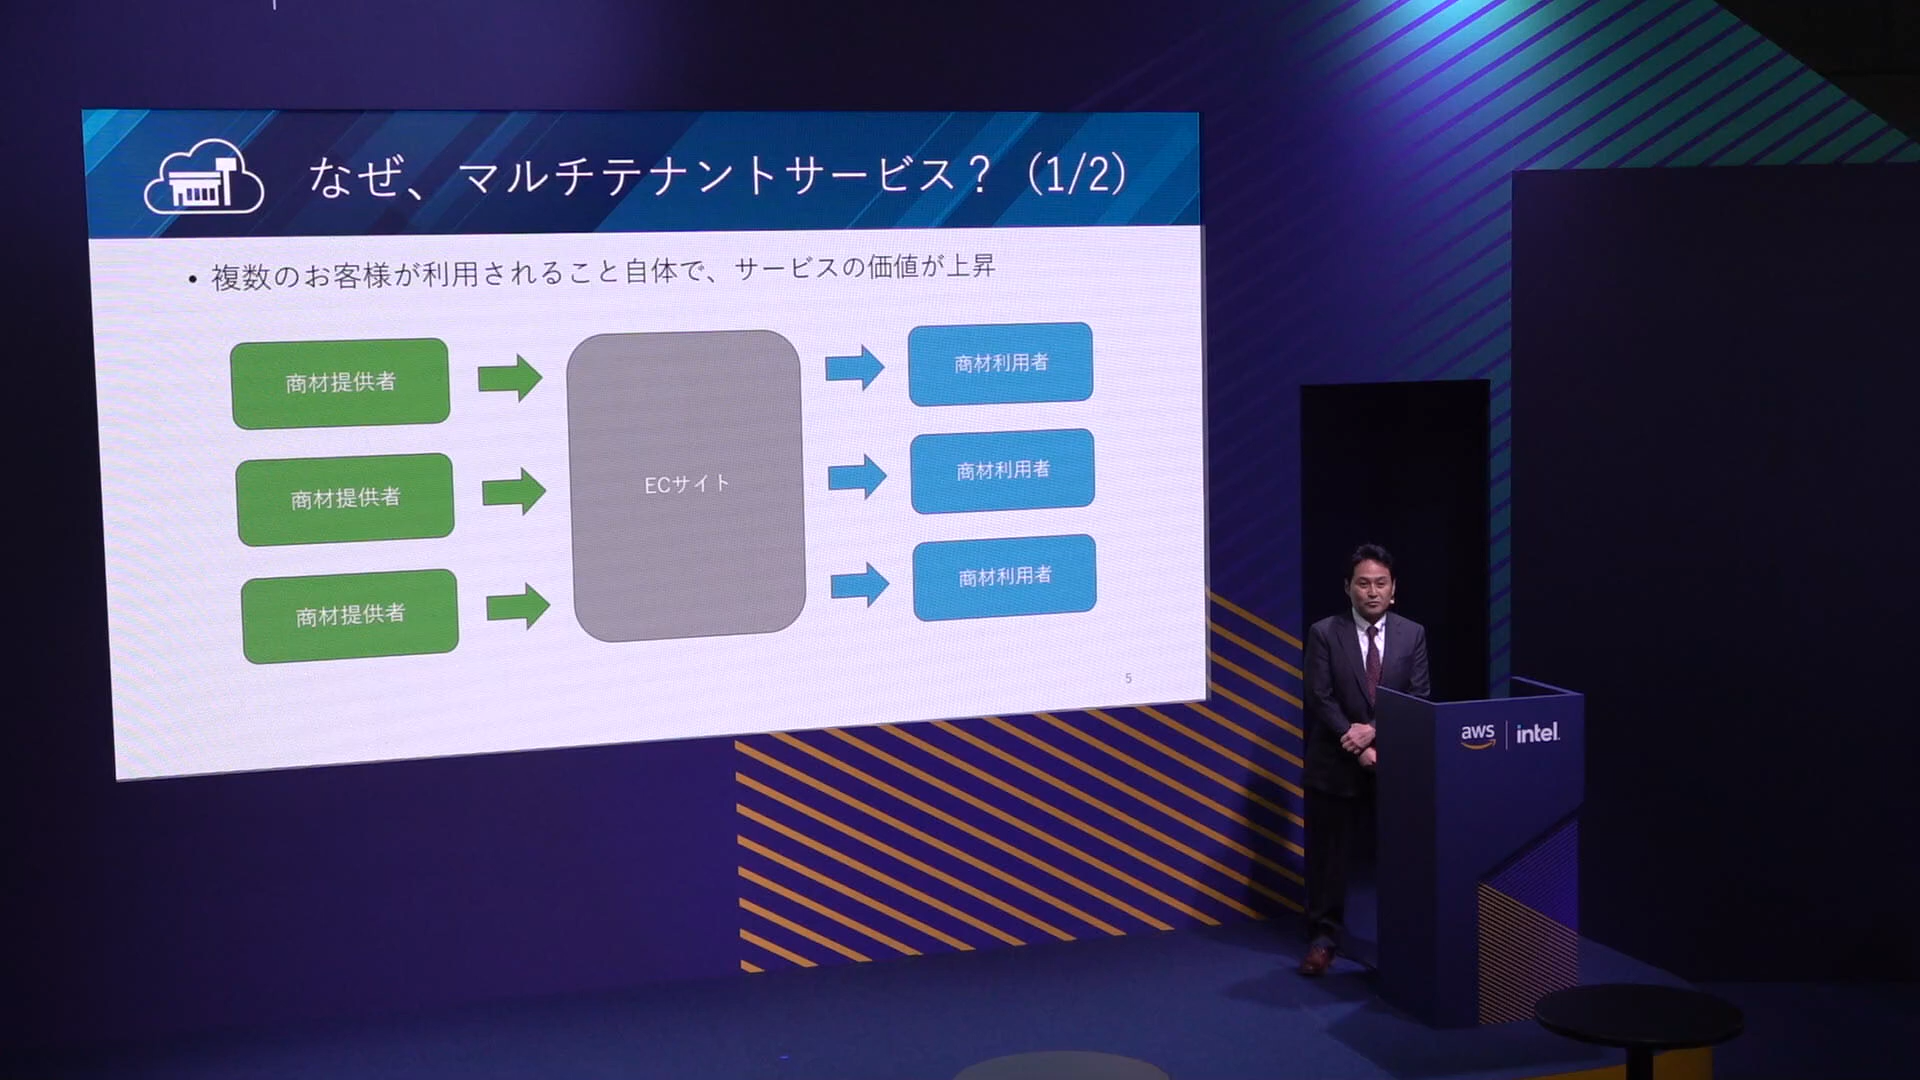 なぜ、マルチテナントサービス？（1/2）
• 複数のお客様が利用されること自体で、サービスの価値が上昇
商材提供者
商材提供者
商材提供者
ECサイト
商材利用者
商材利用者
商材利用者
5
aws | intel.